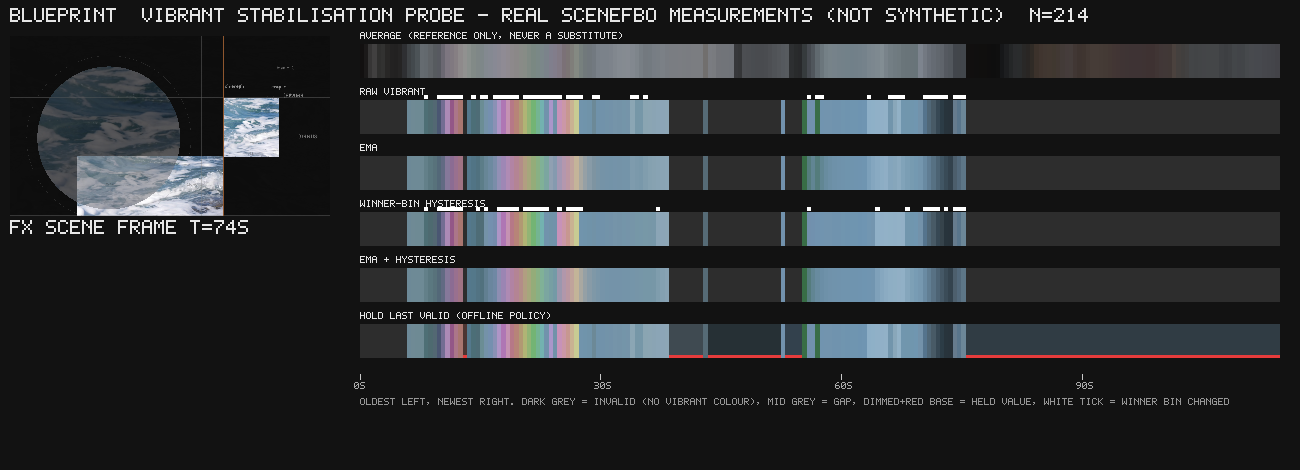 BLUEPRINT  VIBRANT STABILISATION PROBE - REAL SCENEFBO MEASUREMENTS (NOT SYNTHETIC)  N=214
AVERAGE (REFERENCE ONLY, NEVER A SUBSTITUTE)
RAW VIBRANT
EMA
WINNER-BIN HYSTERESIS
FX SCENE FRAME T=74S
EMA + HYSTERESIS
HOLD LAST VALID (OFFLINE POLICY)
0S 30S 60S 90S
OLDEST LEFT, NEWEST RIGHT. DARK GREY = INVALID (NO VIBRANT COLOUR), MID GREY = GAP, DIMMED+RED BASE = HELD VALUE, WHITE TICK = WINNER BIN CHANGED